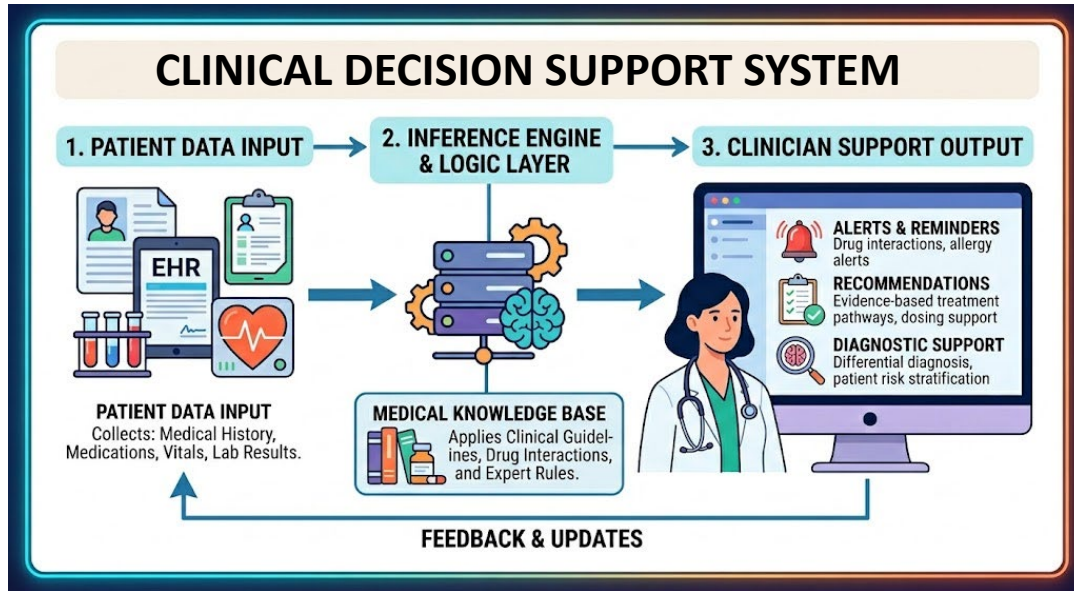 CLINICAL DECISION SUPPORT SYSTEM
1. PATIENT DATA INPUT
2. INFERENCE ENGINE
& LOGIC LAYER
3. CLINICIAN SUPPORT OUTPUT
EHR
PATIENT DATA INPUT
Collects: Medical History,
Medications, Vitals, Lab Results.
MEDICAL KNOWLEDGE BASE
Applies Clinical Guidel-
ines, Drug Interactions,
and Expert Rules.
ALERTS & REMINDERS
Drug interactions, allergy
alerts
RECOMMENDATIONS
Evidence-based treatment
pathways, dosing support
DIAGNOSTIC SUPPORT
Differential diagnosis,
patient risk stratification
FEEDBACK & UPDATES